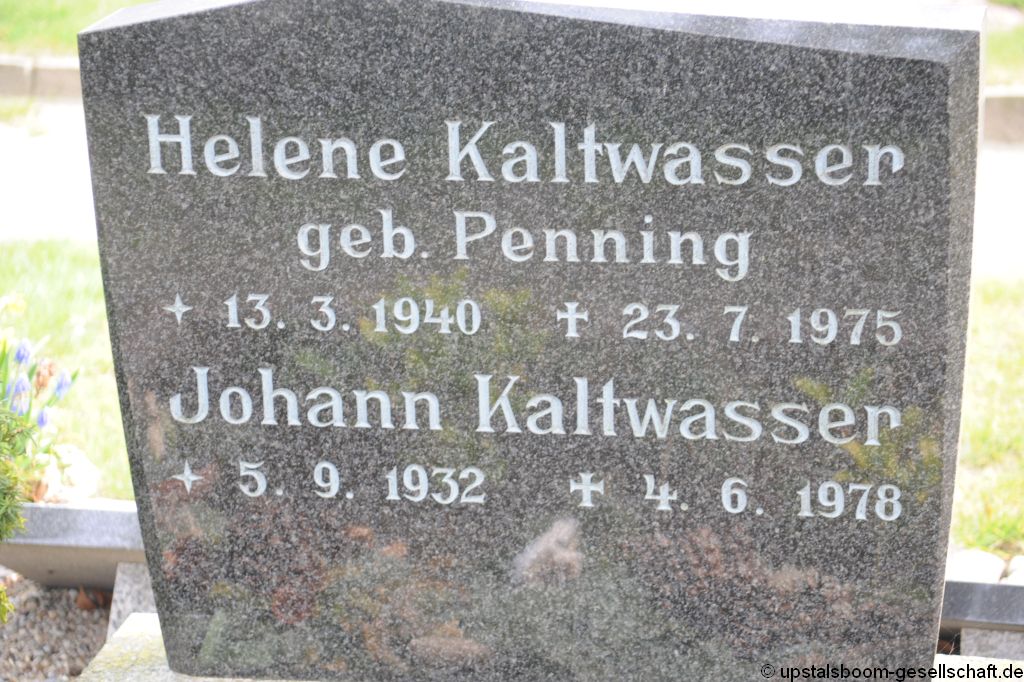 Helene Kaltwasser
geb. Penning
✦ 13. 3. 1940 ✝ 23. 7. 1975
Johann Kaltwasser
✦ 5. 9. 1932 ✝ 4. 6. 1978
© upstalsboom-gesellschaft.de